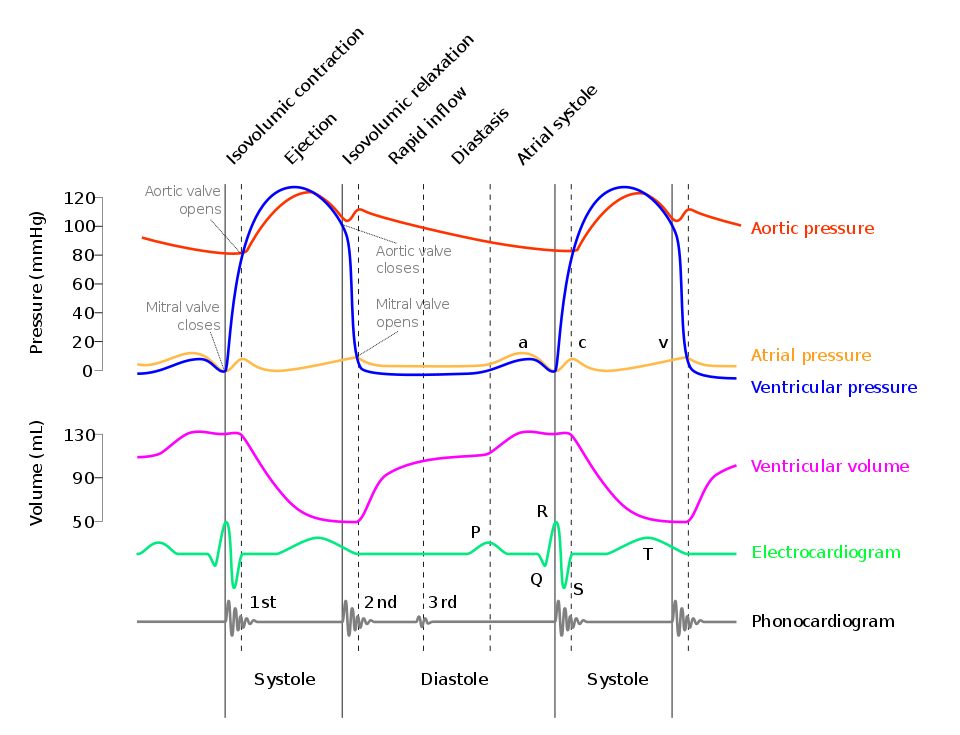 Isovolumic contraction
Ejection
Isovolumic relaxation
Rapid inflow
Diastasis
Atrial systole
Pressure (mmHg)
120
100
80
60
40
20
0
Aortic valve
opens
Aortic valve
closes
Mitral valve
closes
Mitral valve
opens
a
c
v
Aortic pressure
Atrial pressure
Ventricular pressure
Volume (mL)
130
90
50
Ventricular volume
R
P
T
Q
S
Electrocardiogram
1st
2nd
3rd
Phonocardiogram
Systole
Diastole
Systole